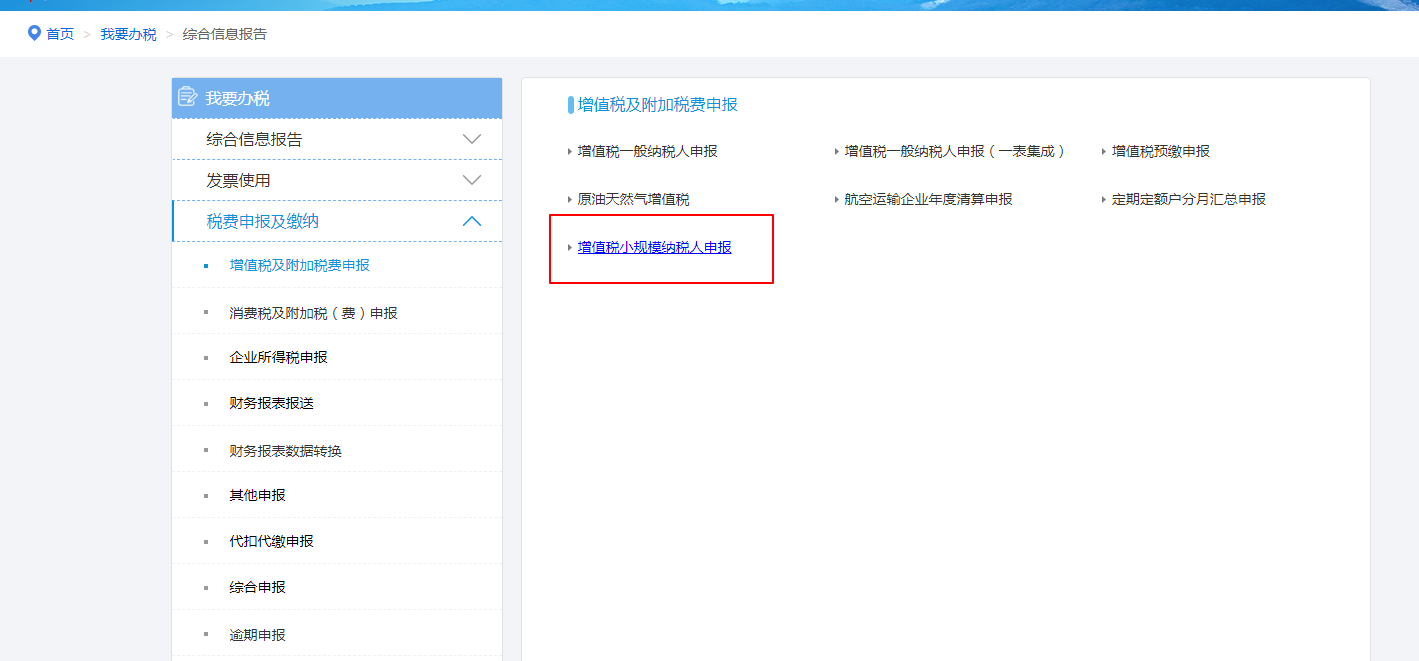 首页 > 我要办税 > 综合信息报告
我要办税
综合信息报告
发票使用
税费申报及缴纳
增值税及附加税费申报
消费税及附加税（费）申报
企业所得税申报
财务报表报送
财务报表数据转换
其他申报
代扣代缴申报
综合申报
逾期申报
增值税及附加税费申报
增值税一般纳税人申报
增值税一般纳税人申报（一表集成）
增值税预缴申报
原油天然气增值税
航空运输企业年度清算申报
定期定额户分月汇总申报
增值税小规模纳税人申报